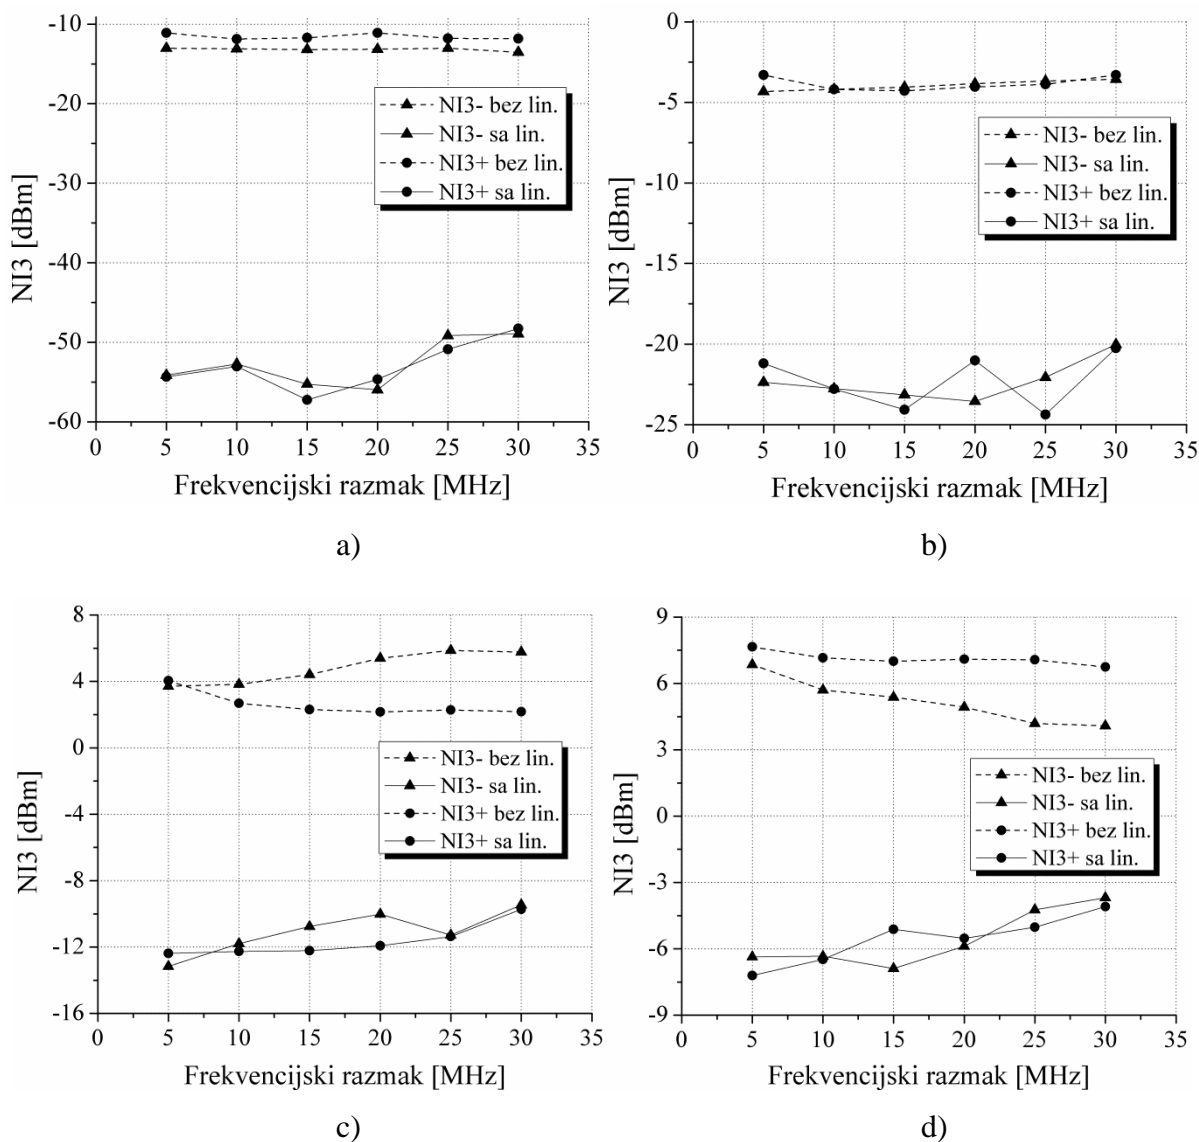 -10
-20
-30
-40
-50
-60
NI3 [dBm]
NI3- bez lin.
NI3- sa lin.
NI3+ bez lin.
NI3+ sa lin.
0 5 10 15 20 25 30 35
Frekvencijski razmak [MHz]
a)
0
-5
-10
-15
-20
-25
NI3 [dBm]
NI3- bez lin.
NI3- sa lin.
NI3+ bez lin.
NI3+ sa lin.
0 5 10 15 20 25 30 35
Frekvencijski razmak [MHz]
b)
8
4
0
-4
-8
-12
-16
NI3 [dBm]
NI3- bez lin.
NI3- sa lin.
NI3+ bez lin.
NI3+ sa lin.
0 5 10 15 20 25 30 35
Frekvencijski razmak [MHz]
c)
9
6
3
0
-3
-6
-9
NI3 [dBm]
NI3- bez lin.
NI3- sa lin.
NI3+ bez lin.
NI3+ sa lin.
0 5 10 15 20 25 30 35
Frekvencijski razmak [MHz]
d)